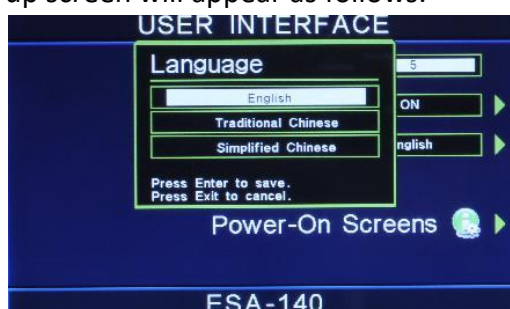 up screen will appear as follows:
USER INTERFACE
Language
5
English
ON
Traditional Chinese
Simplified Chinese
nglish
Press Enter to save.
Press Exit to cancel.
Power-On Screens
ESA-140